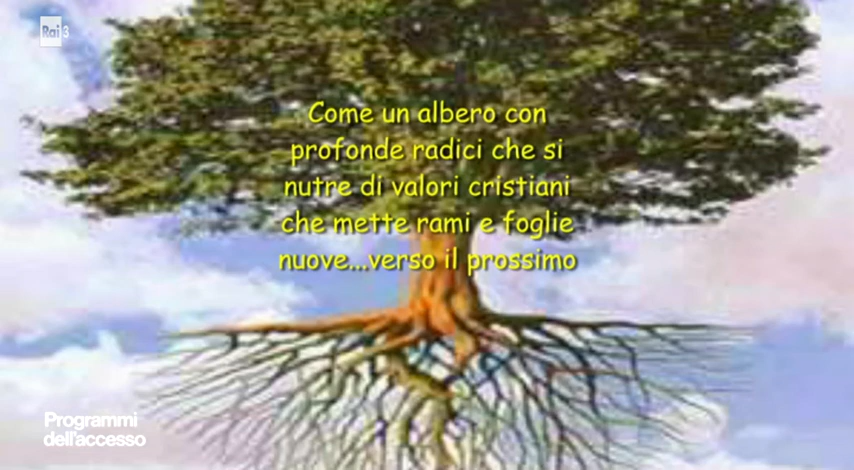 Rai 3
Come un albero con
profonde radici che si
nutre di valori cristiani
che mette rami e foglie
nuove...verso il prossimo
Programmi
dell'accesso